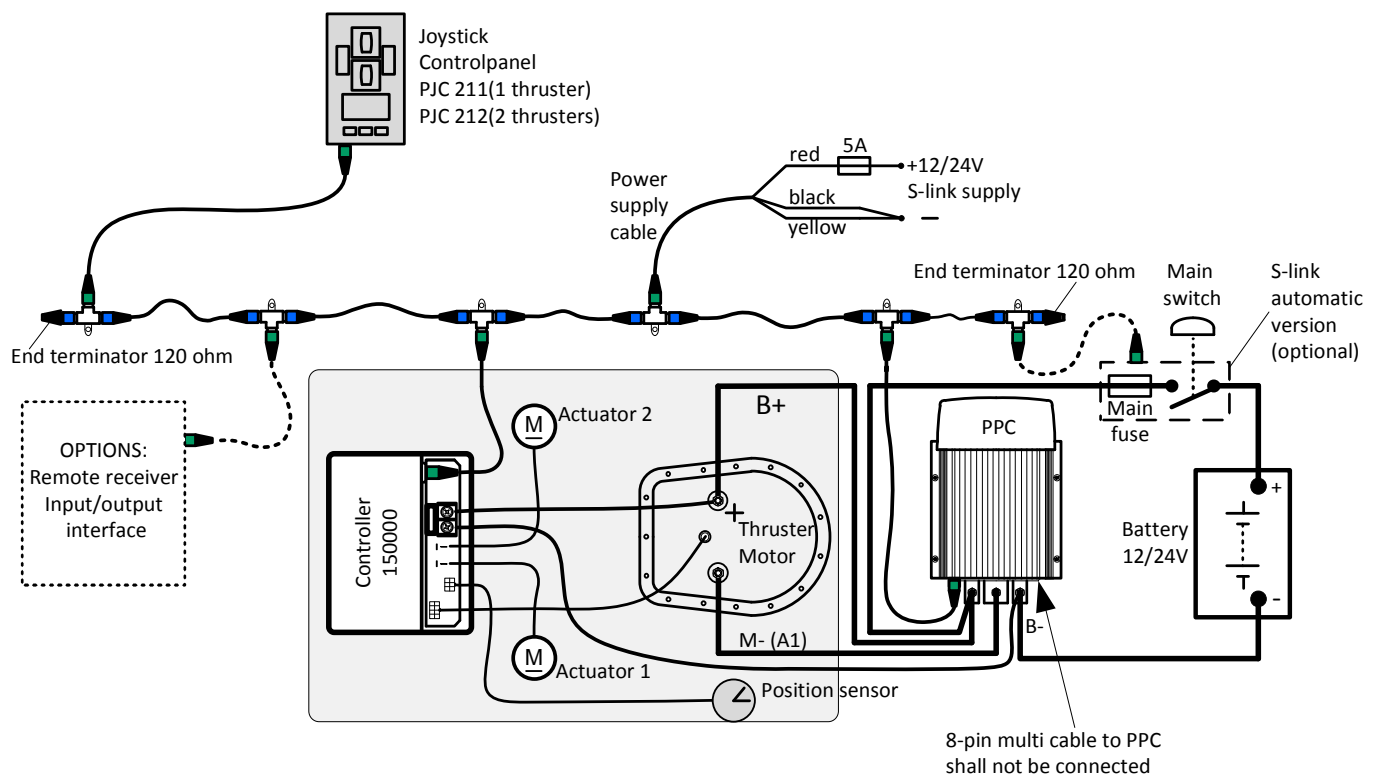 Joystick
Controlpanel
PJC 211(1 thruster)
PJC 212(2 thrusters)
red
5A
+12/24V
S-link supply
black
yellow
–
Power
supply
cable
End terminator 120 ohm
Main
switch
S-link
automatic
version
(optional)
End terminator 120 ohm
OPTIONS:
Remote receiver
Input/output
interface
Controller
150000
M
Actuator 2
B+
+
Thruster
Motor
PPC
Main
fuse
Battery
12/24V
+
-
M- (A1)
B-
M
Actuator 1
Position sensor
8-pin multi cable to PPC
shall not be connected